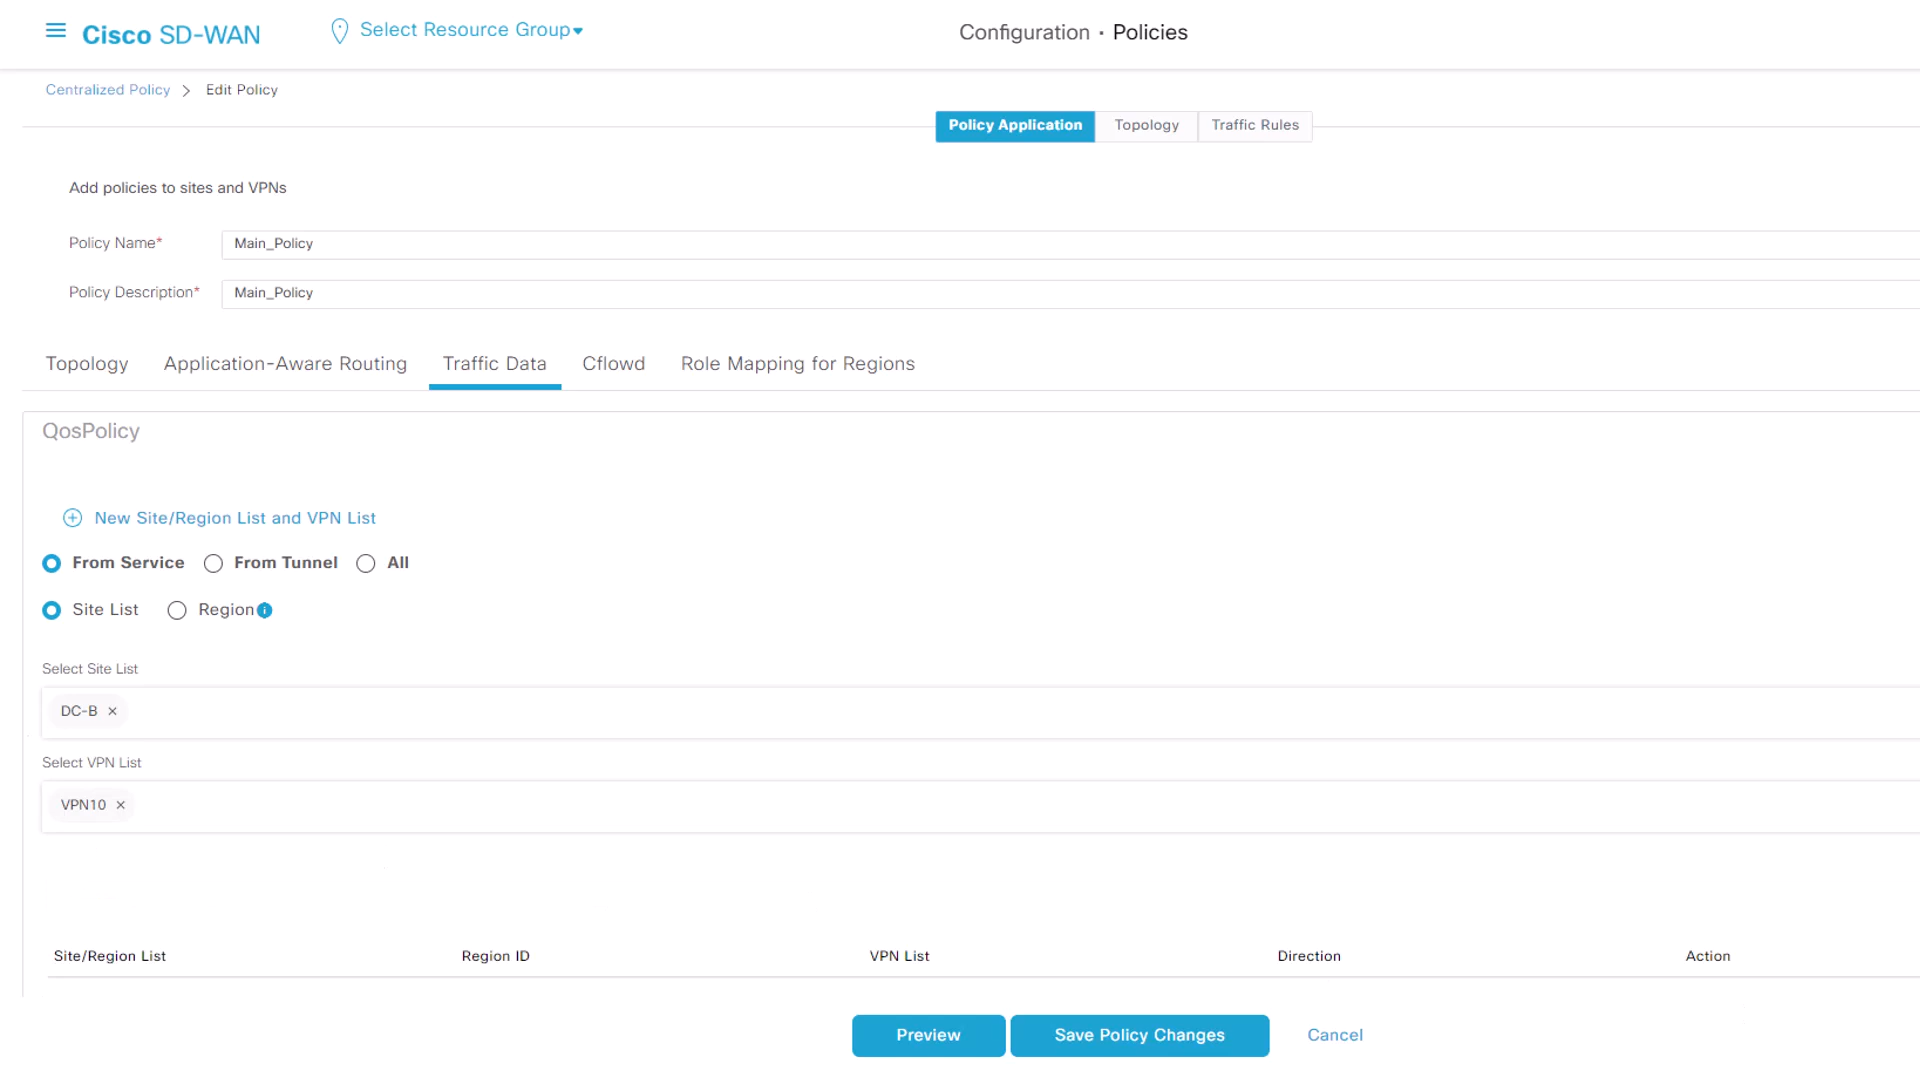 Cisco SD-WAN
Select Resource Group
Configuration · Policies
Centralized Policy > Edit Policy
Policy Application
Topology
Traffic Rules
Add policies to sites and VPNs
Policy Name*
Main_Policy
Policy Description*
Main_Policy
Topology
Application-Aware Routing
Traffic Data
Cflowd
Role Mapping for Regions
QosPolicy
New Site/Region List and VPN List
From Service
From Tunnel
All
Site List
Region
Select Site List
DC-B ×
Select VPN List
VPN10 ×
Site/Region List
Region ID
VPN List
Direction
Action
Preview
Save Policy Changes
Cancel